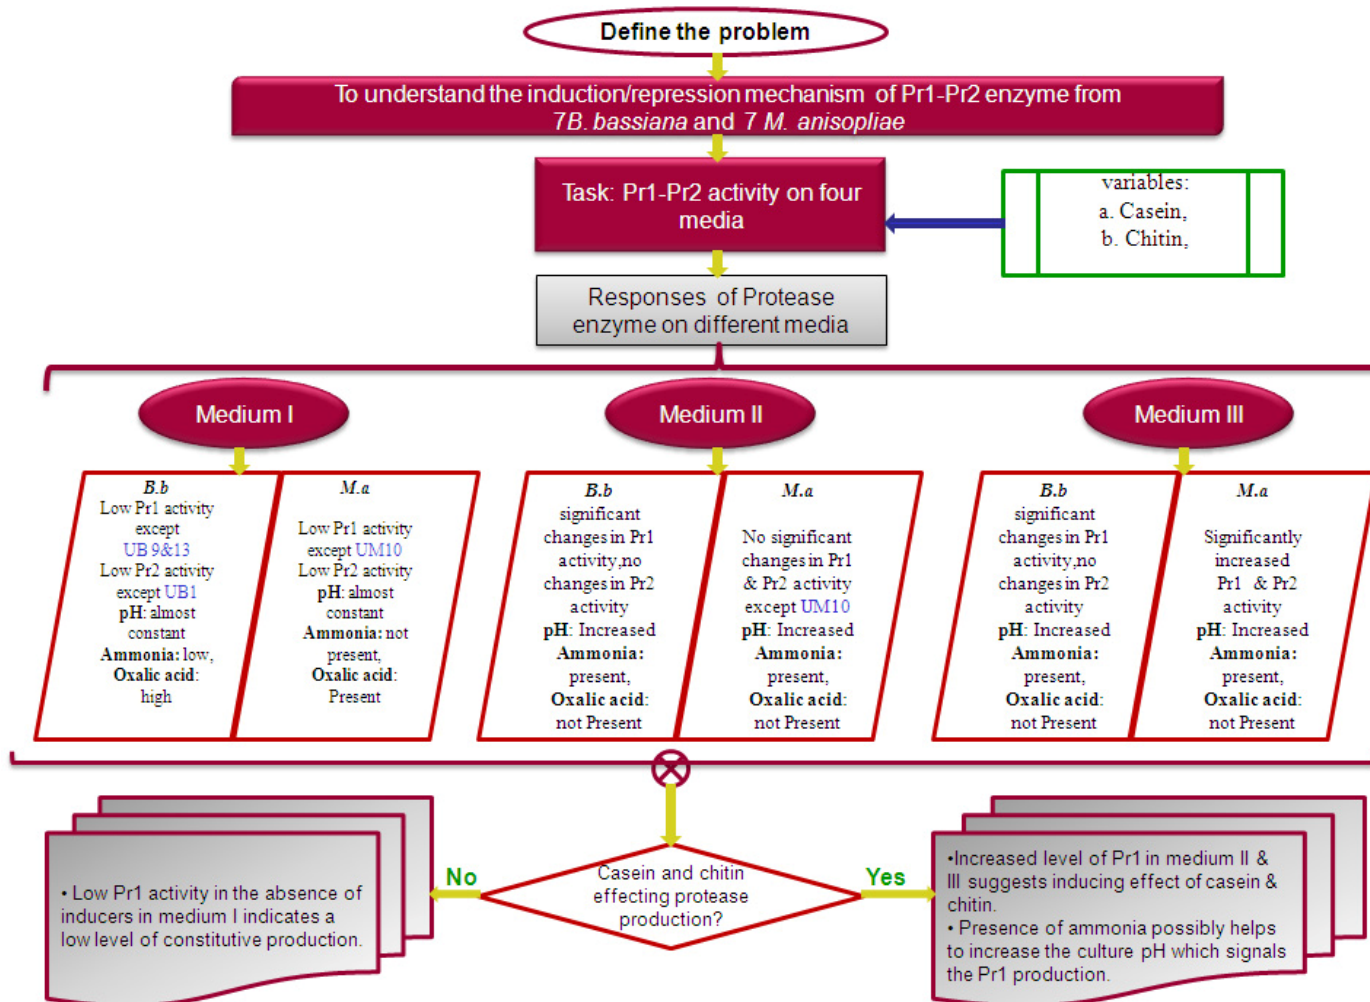 Define the problem
To understand the induction/repression mechanism of Pr1-Pr2 enzyme from
7B. bassiana and 7 M. anisopliae
Task: Pr1-Pr2 activity on four
media
variables:
a. Casein,
b. Chitin,
Responses of Protease
enzyme on different media
Medium I
Medium II
Medium III
B.b
Low Pr1 activity
except
UB 9&13
Low Pr2 activity
except UB1
pH: almost
constant
Ammonia: low,
Oxalic acid:
high
M.a
Low Pr1 activity
except UM10
Low Pr2 activity
pH: almost
constant
Ammonia: not
present,
Oxalic acid:
Present
B.b
significant
changes in Pr1
activity,no
changes in Pr2
activity
pH: Increased
Ammonia:
present,
Oxalic acid:
not Present
M.a
No significant
changes in Pr1
& Pr2 activity
except UM10
pH: Increased
Ammonia:
present,
Oxalic acid:
not Present
B.b
significant
changes in Pr1
activity,no
changes in Pr2
activity
pH: Increased
Ammonia:
present,
Oxalic acid:
not Present
M.a
Significantly
increased
Pr1 & Pr2
activity
pH: Increased
Ammonia:
present,
Oxalic acid:
not Present
Casein and chitin
effecting protease
production?
No
Yes
• Low Pr1 activity in the absence of
inducers in medium I indicates a
low level of constitutive production.
•Increased level of Pr1 in medium II &
III suggests inducing effect of casein &
chitin.
• Presence of ammonia possibly helps
to increase the culture pH which signals
the Pr1 production.